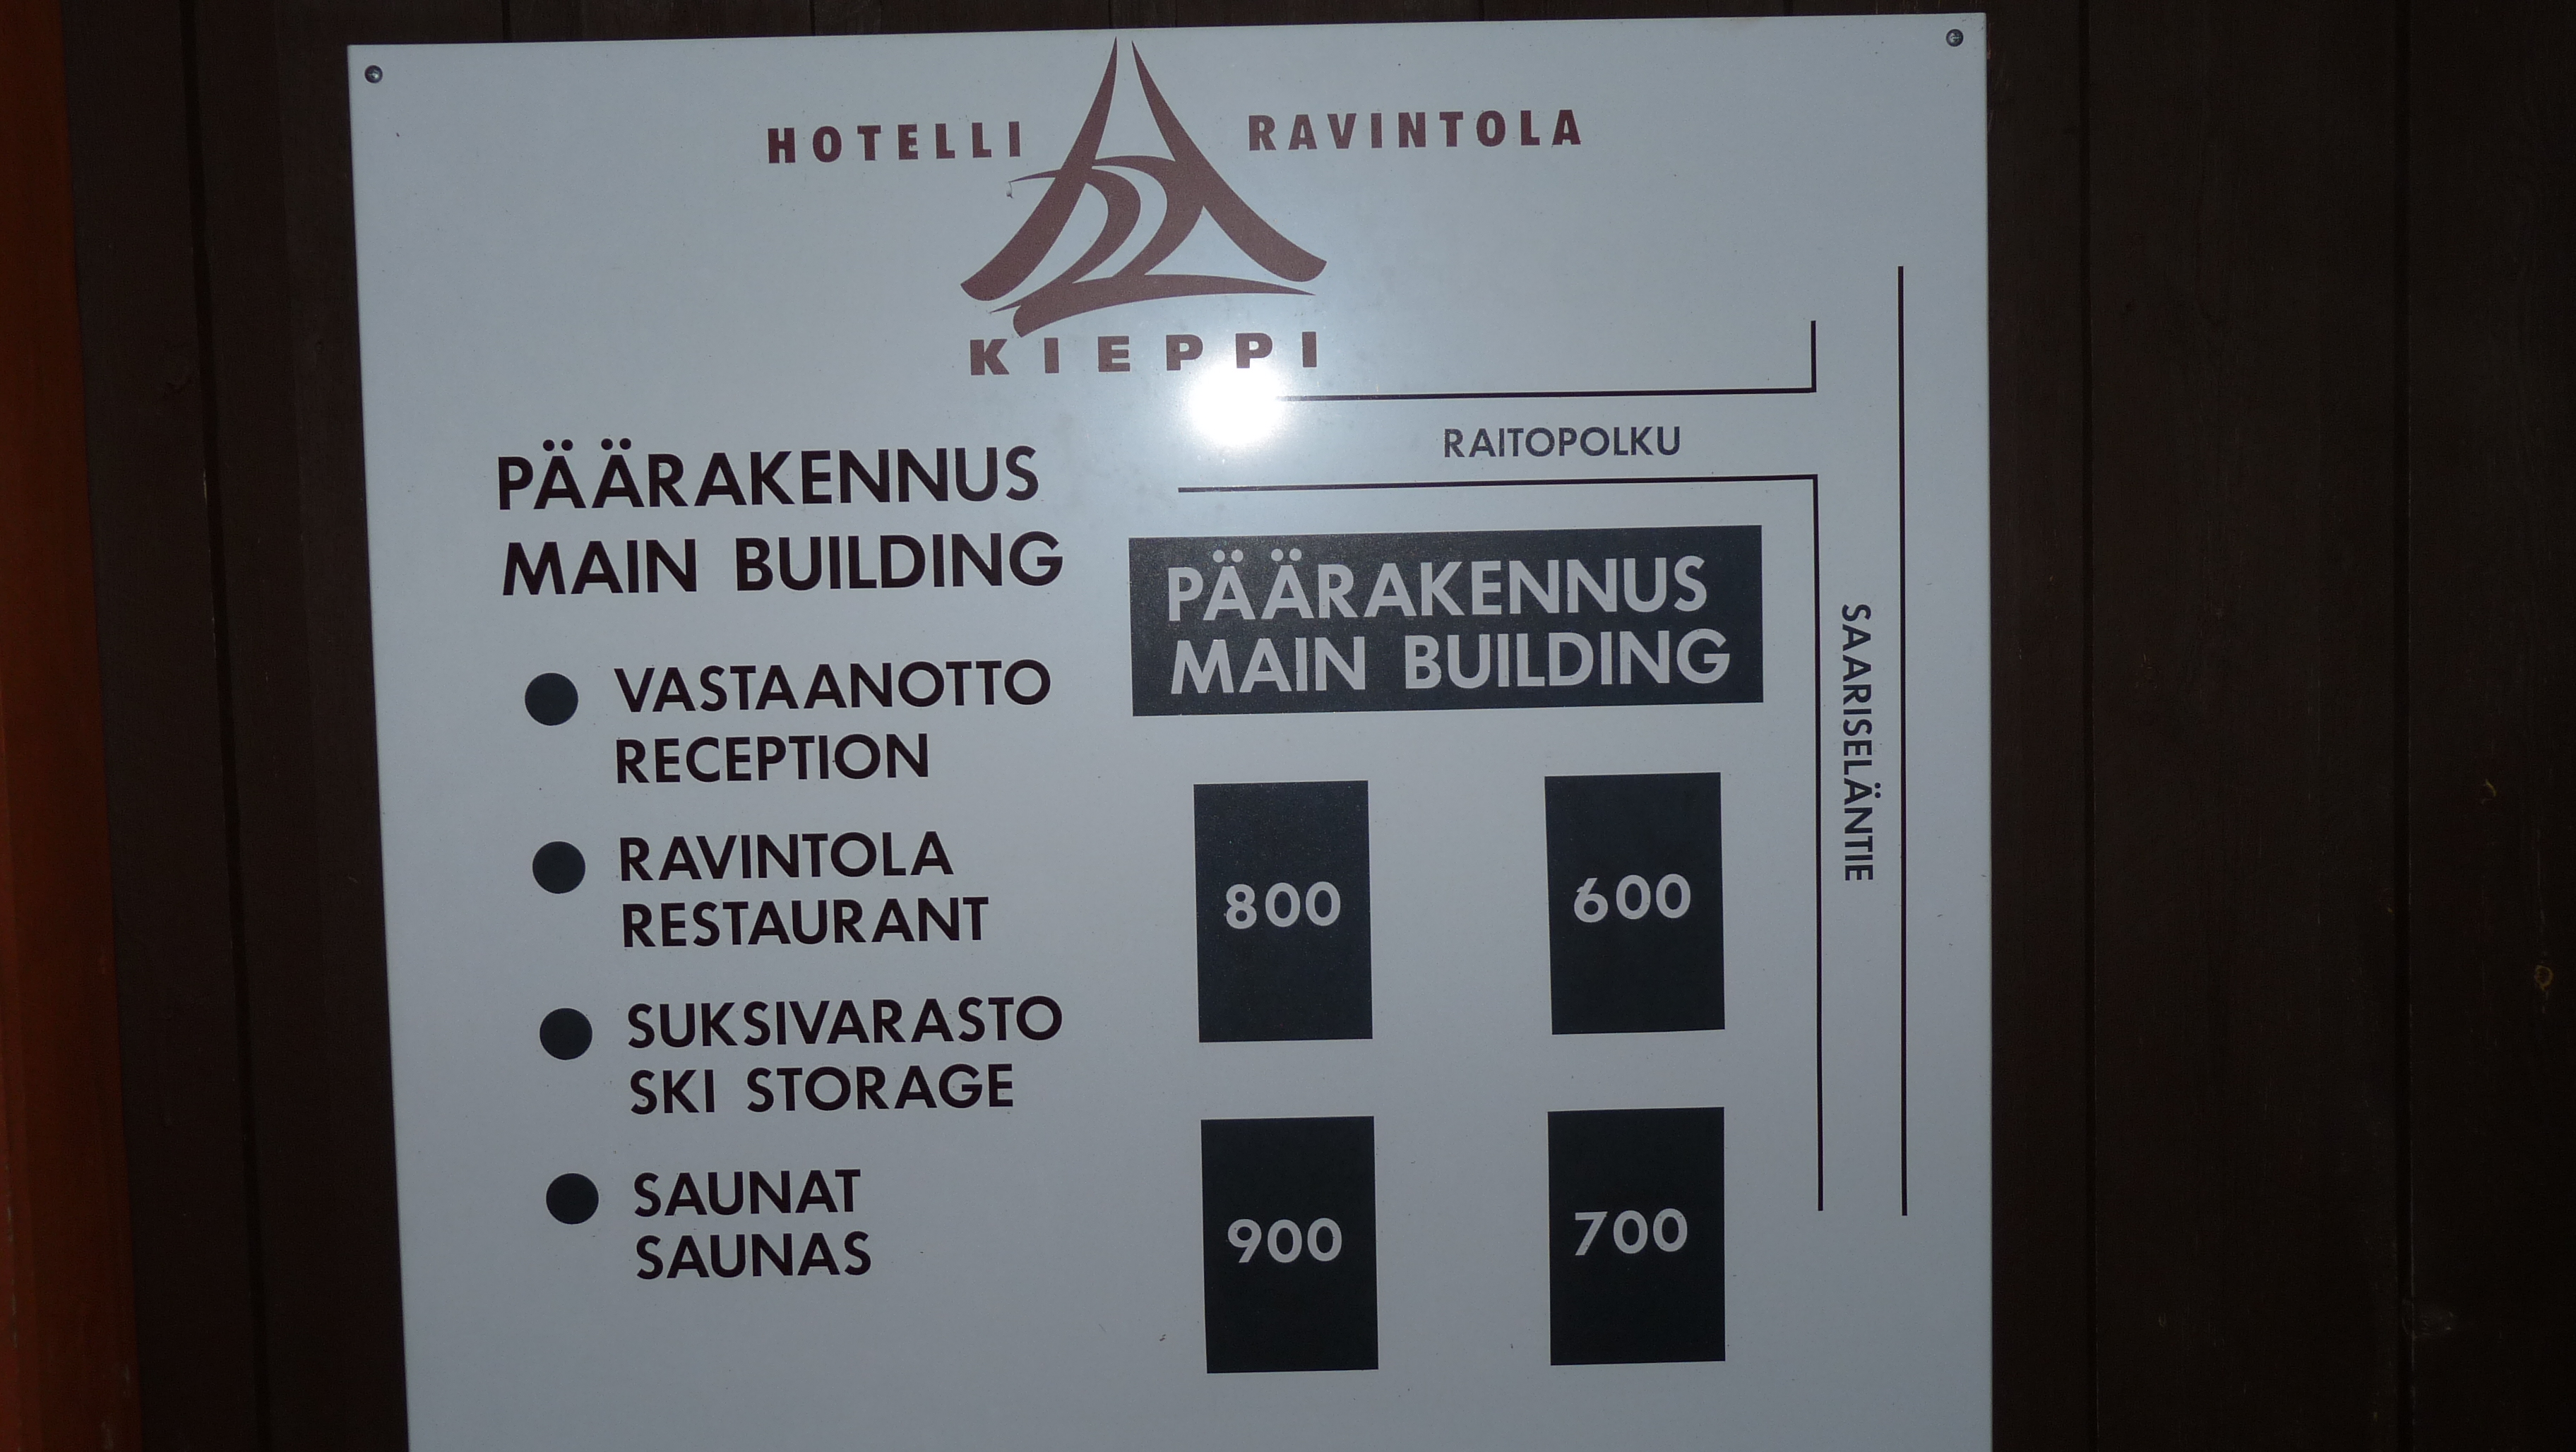 HOTELLI RAVINTOLA
KIEPPI
PÄÄRAKENNUS
MAIN BUILDING
VASTAANOTTO
RECEPTION
RAVINTOLA
RESTAURANT
SUKSIVARASTO
SKI STORAGE
SAUNAT
SAUNAS
RAITOPOLKU
PÄÄRAKENNUS
MAIN BUILDING
800 600
900 700
SAARISELÄNTIE